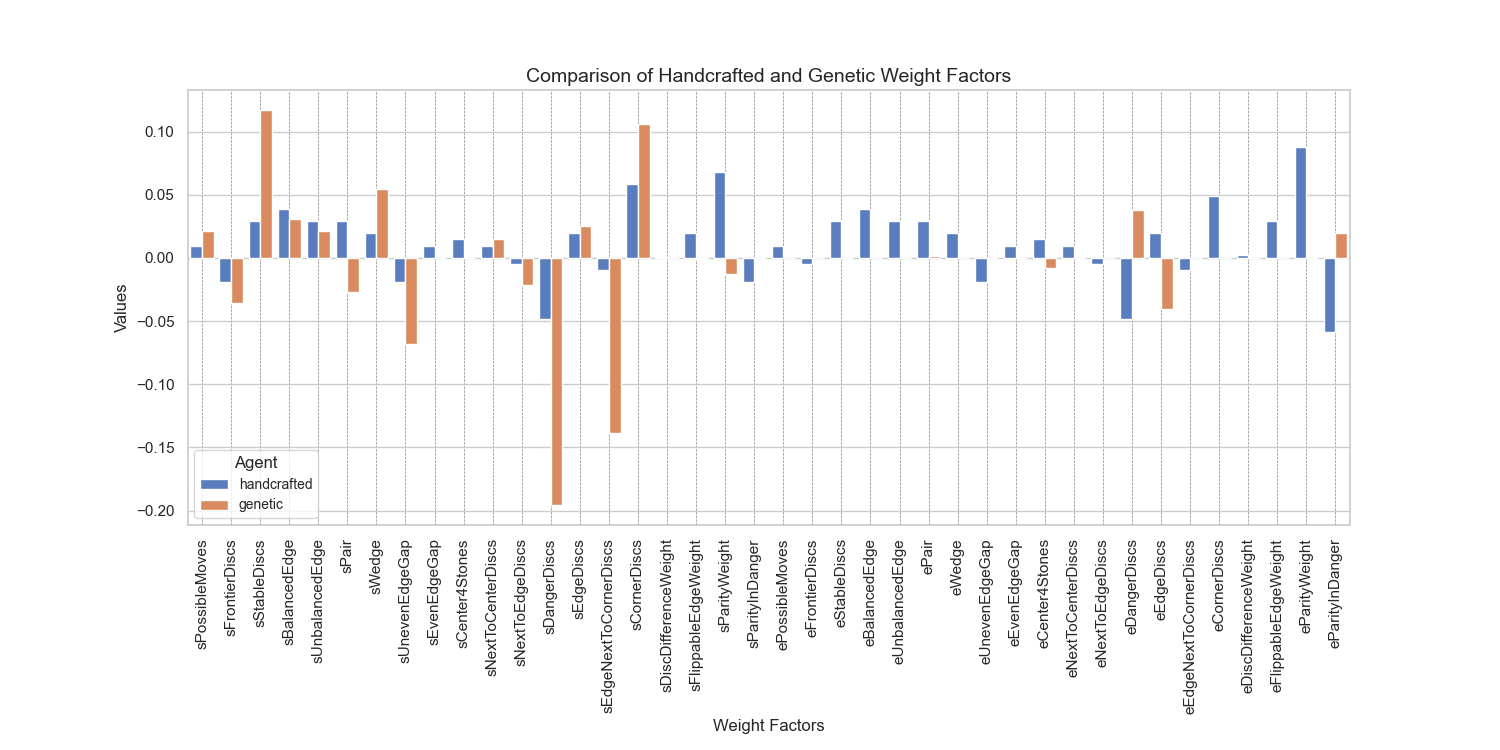 Comparison of Handcrafted and Genetic Weight Factors
Values
0.10
0.05
0.00
−0.05
−0.10
−0.15
−0.20
Agent
handcrafted
genetic
sPossibleMoves
sFrontierDiscs
sStableDiscs
sBalancedEdge
sUnbalancedEdge
sPair
sWedge
sUnevenEdgeGap
sEvenEdgeGap
sCenter4Stones
sNextToCenterDiscs
sNextToEdgeDiscs
sDangerDiscs
sEdgeDiscs
sEdgeNextToCornerDiscs
sCornerDiscs
sDiscDifferenceWeight
sFlippableEdgeWeight
sParityWeight
sParityInDanger
ePossibleMoves
eFrontierDiscs
eStableDiscs
eBalancedEdge
eUnbalancedEdge
ePair
eWedge
eUnevenEdgeGap
eEvenEdgeGap
eCenter4Stones
eNextToCenterDiscs
eNextToEdgeDiscs
eDangerDiscs
eEdgeDiscs
eEdgeNextToCornerDiscs
eCornerDiscs
eDiscDifferenceWeight
eFlippableEdgeWeight
eParityWeight
eParityInDanger
Weight Factors